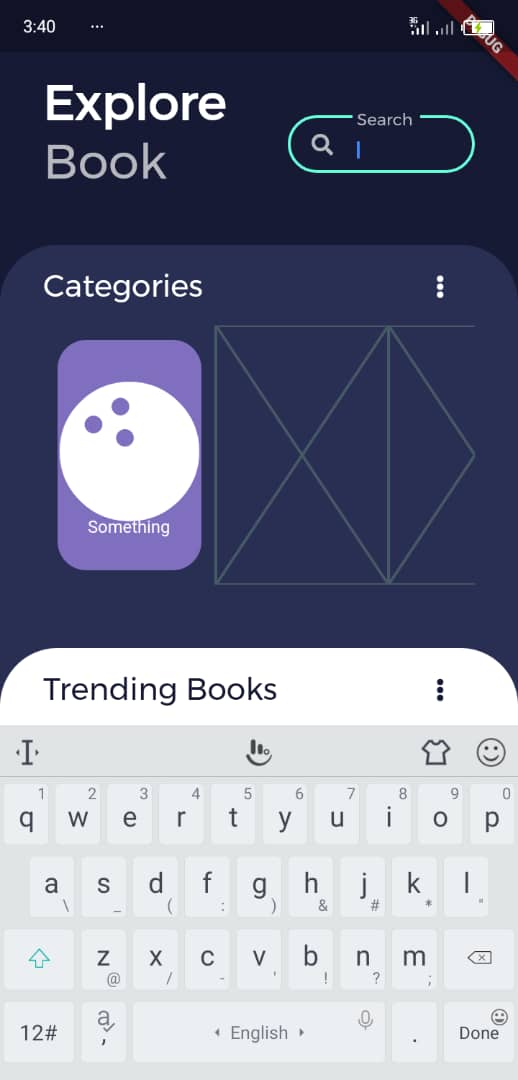 3:40 ...
3G
DEBUG
Explore
Book
Search
Categories
Something
Trending Books
1 2 3 4 5 6 7 8 9 0
q w e r t y u i o p
a s d f g h j k l
\ _ ( : ) & # * "
z x c v b n m
@ / - ' ! ? ;
12# a , English . Done